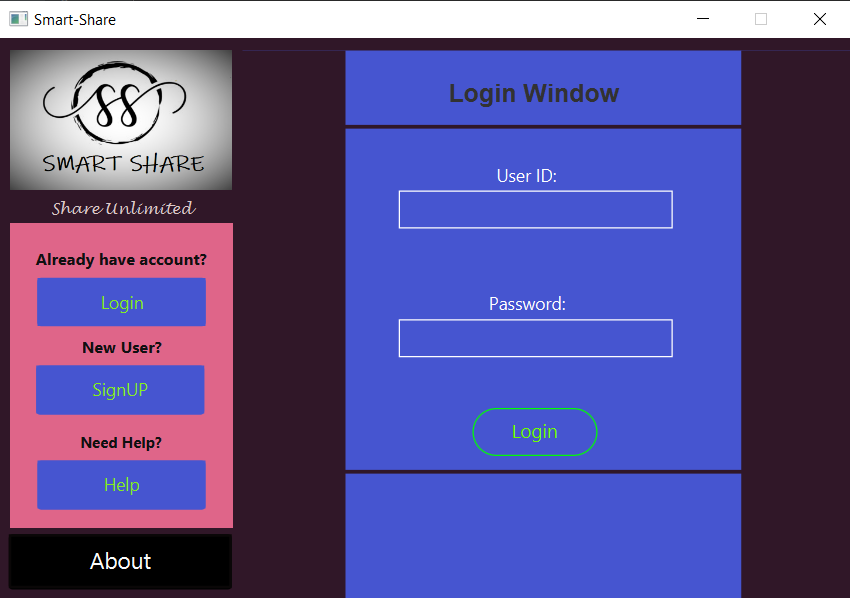 Smart-Share
SS
SMART SHARE
Share Unlimited
Already have account?
Login
New User?
SignUP
Need Help?
Help
About
Login Window
User ID:
Password:
Login